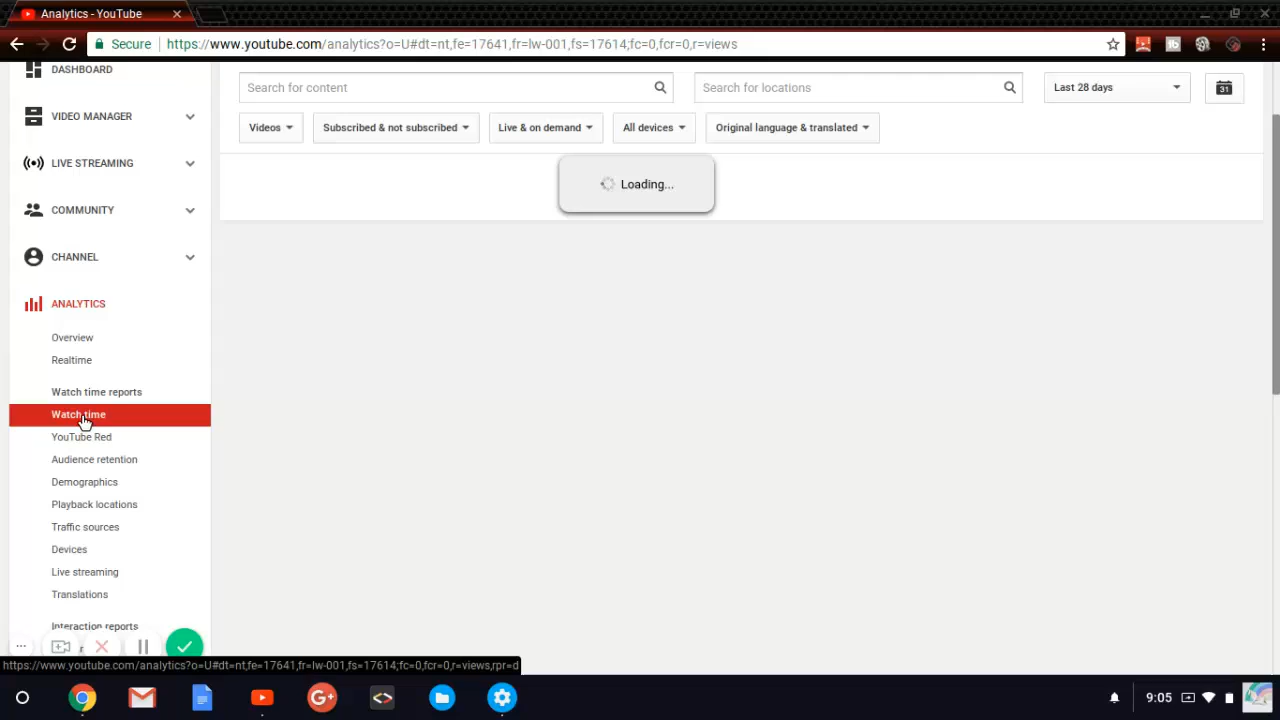 Analytics - YouTube
Secure https://www.youtube.com/analytics?o=U#dt=nt,fe=17641,fr=lw-001,fs=17614;fc=0,fcr=0,r=views
DASHBOARD
VIDEO MANAGER
LIVE STREAMING
COMMUNITY
CHANNEL
ANALYTICS
Overview
Realtime
Watch time reports
Watch time
YouTube Red
Audience retention
Demographics
Playback locations
Traffic sources
Devices
Live streaming
Translations
Interaction reports
Search for content
Search for locations
Last 28 days
31
Videos
Subscribed & not subscribed
Live & on demand
All devices
Original language & translated
Loading...
https://www.youtube.com/analytics?o=U#dt=nt,fe=17641,fr=lw-001,fs=17614;fc=0,fcr=0,r=views,rpr=d
9:05